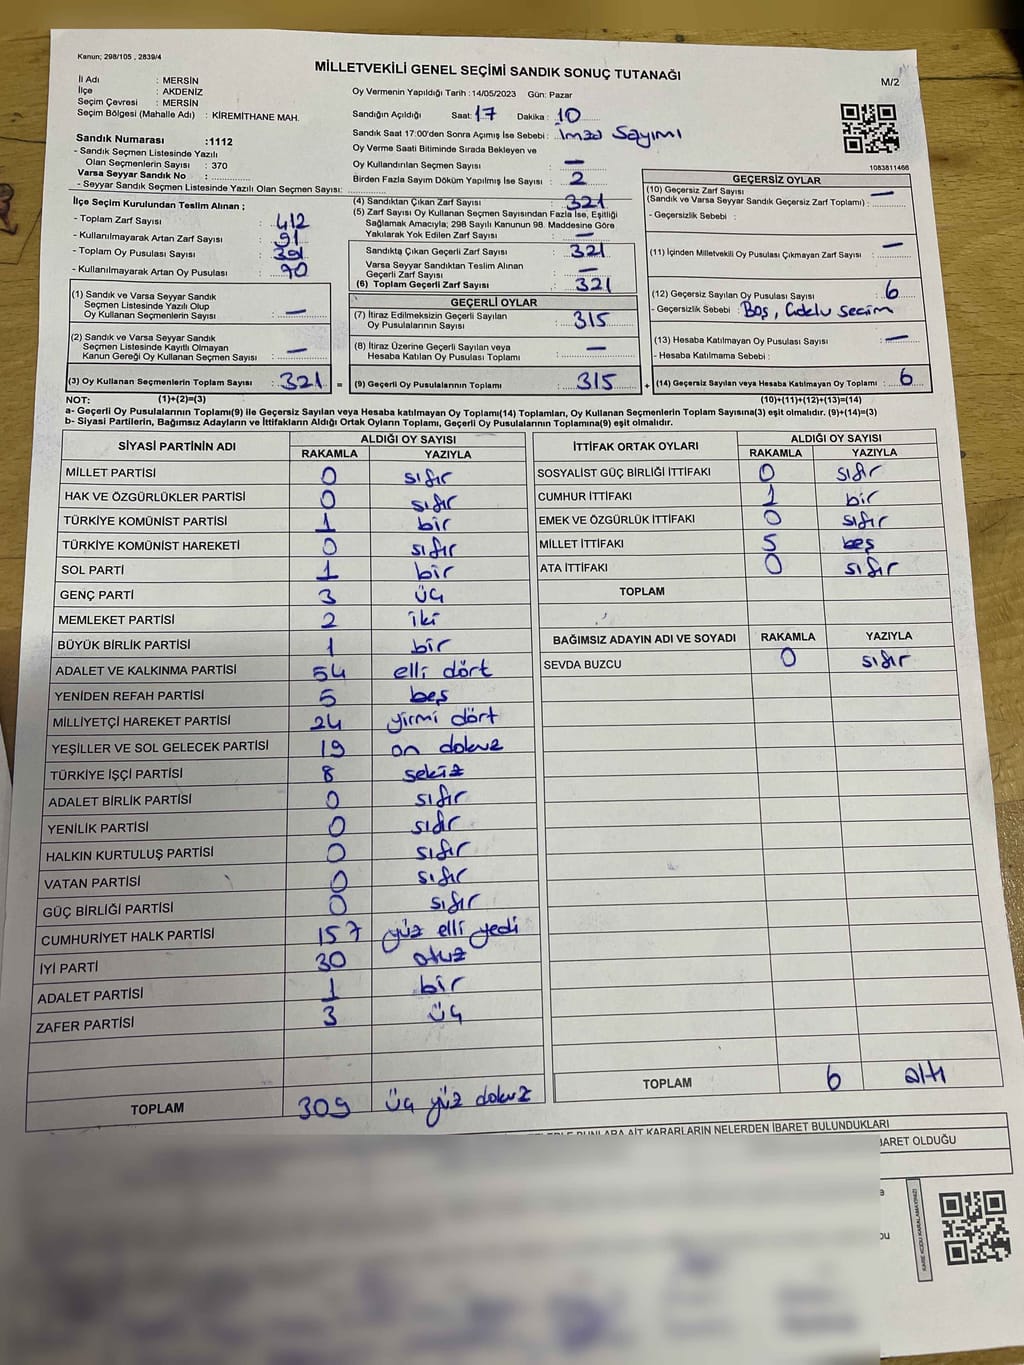 Kanun; 298/105 , 2839/4
MİLLETVEKİLİ GENEL SEÇİMİ SANDIK SONUÇ TUTANAĞI
M/2
İl Adı : MERSİN
İlçe : AKDENİZ
Seçim Çevresi : MERSİN
Seçim Bölgesi (Mahalle Adı) : KİREMİTHANE MAH.
Sandık Numarası :1112
- Sandık Seçmen Listesinde Yazılı
Olan Seçmenlerin Sayısı : 370
Varsa Seyyar Sandık No :
- Seyyar Sandık Seçmen Listesinde Yazılı Olan Seçmen Sayısı:
Oy Vermenin Yapıldığı Tarih :14/05/2023 Gün: Pazar
Sandığın Açıldığı Saat: 17 Dakika : 10
Sandık Saat 17:00'den Sonra Açımış İse Sebebi : imza Sayımı
Oy Verme Saati Bitiminde Sırada Bekleyen ve
Oy Kullandırılan Seçmen Sayısı : —
Birden Fazla Sayım Döküm Yapılmış İse Sayısı : 2
1083811466
İlçe Seçim Kurulundan Teslim Alınan ;
- Toplam Zarf Sayısı : 412
- Kullanılmayarak Artan Zarf Sayısı : 91
- Toplam Oy Pusulası Sayısı :
- Kullanılmayarak Artan Oy Pusulası : 90
(1) Sandık ve Varsa Seyyar Sandık
Seçmen Listesinde Yazılı Olup
Oy Kullanan Seçmenlerin Sayısı : —
(2) Sandık ve Varsa Seyyar Sandık
Seçmen Listesinde Kayıtlı Olmayan
Kanun Gereği Oy Kullanan Seçmen Sayısı : —
(3) Oy Kullanan Seçmenlerin Toplam Sayısı : 321 =
(4) Sandıktan Çıkan Zarf Sayısı : 321
(5) Zarf Sayısı Oy Kullanan Seçmen Sayısından Fazla İse, Eşitliği
Sağlamak Amacıyla; 298 Sayılı Kanunun 98. Maddesine Göre
Yakılarak Yok Edilen Zarf Sayısı : —
Sandıkta Çıkan Geçerli Zarf Sayısı : 321
Varsa Seyyar Sandıktan Teslim Alınan
Geçerli Zarf Sayısı : —
(6) Toplam Geçerli Zarf Sayısı : 321
GEÇERLİ OYLAR
(7) İtiraz Edilmeksizin Geçerli Sayılan
Oy Pusulalarının Sayısı : 315
(8) İtiraz Üzerine Geçerli Sayılan veya
Hesaba Katılan Oy Pusulası Toplamı : —
(9) Geçerli Oy Pusulalarının Toplamı : 315 +
GEÇERSİZ OYLAR
(10) Geçersiz Zarf Sayısı
(Sandık ve Varsa Seyyar Sandık Geçersiz Zarf Toplamı) : —
- Geçersizlik Sebebi :
(11) İçinden Milletvekili Oy Pusulası Çıkmayan Zarf Sayısı : —
(12) Geçersiz Sayılan Oy Pusulası Sayısı : 6
- Geçersizlik Sebebi : Boş, seçim
(13) Hesaba Katılmayan Oy Pusulası Sayısı : —
- Hesaba Katılmama Sebebi :
(14) Geçersiz Sayılan veya Hesaba Katılmayan Oy Toplamı : 6
NOT: (1)+(2)=(3) (10)+(11)+(12)+(13)=(14)
a- Geçerli Oy Pusulalarının Toplamı(9) ile Geçersiz Sayılan veya Hesaba katılmayan Oy Toplamı(14) Toplamları, Oy Kullanan Seçmenlerin Toplam Sayısına(3) eşit olmalıdır. (9)+(14)=(3)
b- Siyasi Partilerin, Bağımsız Adayların ve İttifakların Aldığı Ortak Oyların Toplamı, Geçerli Oy Pusulalarının Toplamına(9) eşit olmalıdır.
SİYASİ PARTİNİN ADI ALDIĞI OY SAYISI
RAKAMLA YAZIYLA
MİLLET PARTİSİ 0 sıfır
HAK VE ÖZGÜRLÜKLER PARTİSİ 0 sıfır
TÜRKİYE KOMÜNİST PARTİSİ 1 bir
TÜRKİYE KOMÜNİST HAREKETİ 0 sıfır
SOL PARTİ 1 bir
GENÇ PARTİ 3 üç
MEMLEKET PARTİSİ 2 iki
BÜYÜK BİRLİK PARTİSİ 1 bir
ADALET VE KALKINMA PARTİSİ 54 elli dört
YENİDEN REFAH PARTİSİ 5 beş
MİLLİYETÇİ HAREKET PARTİSİ 24 yirmi dört
YEŞİLLER VE SOL GELECEK PARTİSİ 19 on dokuz
TÜRKİYE İŞÇİ PARTİSİ 8 sekiz
ADALET BİRLİK PARTİSİ 0 sıfır
YENİLİK PARTİSİ 0 sıfır
HALKIN KURTULUŞ PARTİSİ 0 sıfır
VATAN PARTİSİ 0 sıfır
GÜÇ BİRLİĞİ PARTİSİ 0 sıfır
CUMHURİYET HALK PARTİSİ 157 yüz elli yedi
İYİ PARTİ 30 otuz
ADALET PARTİSİ 1 bir
ZAFER PARTİSİ 3 üç
TOPLAM 309 üç yüz dokuz
İTTİFAK ORTAK OYLARI ALDIĞI OY SAYISI
RAKAMLA YAZIYLA
SOSYALİST GÜÇ BİRLİĞİ İTTİFAKI 0 sıfır
CUMHUR İTTİFAKI 1 bir
EMEK VE ÖZGÜRLÜK İTTİFAKI 0 sıfır
MİLLET İTTİFAKI 5 beş
ATA İTTİFAKI 0 sıfır
TOPLAM
BAĞIMSIZ ADAYIN ADI VE SOYADI RAKAMLA YAZIYLA
SEVDA BUZCU 0 sıfır
TOPLAM 6 altı
BUNLARA AİT KARARLARIN NELERDEN İBARET BULUNDUKLARI
İBARET OLDUĞU
KARE KODU KARALAMAYINIZ!